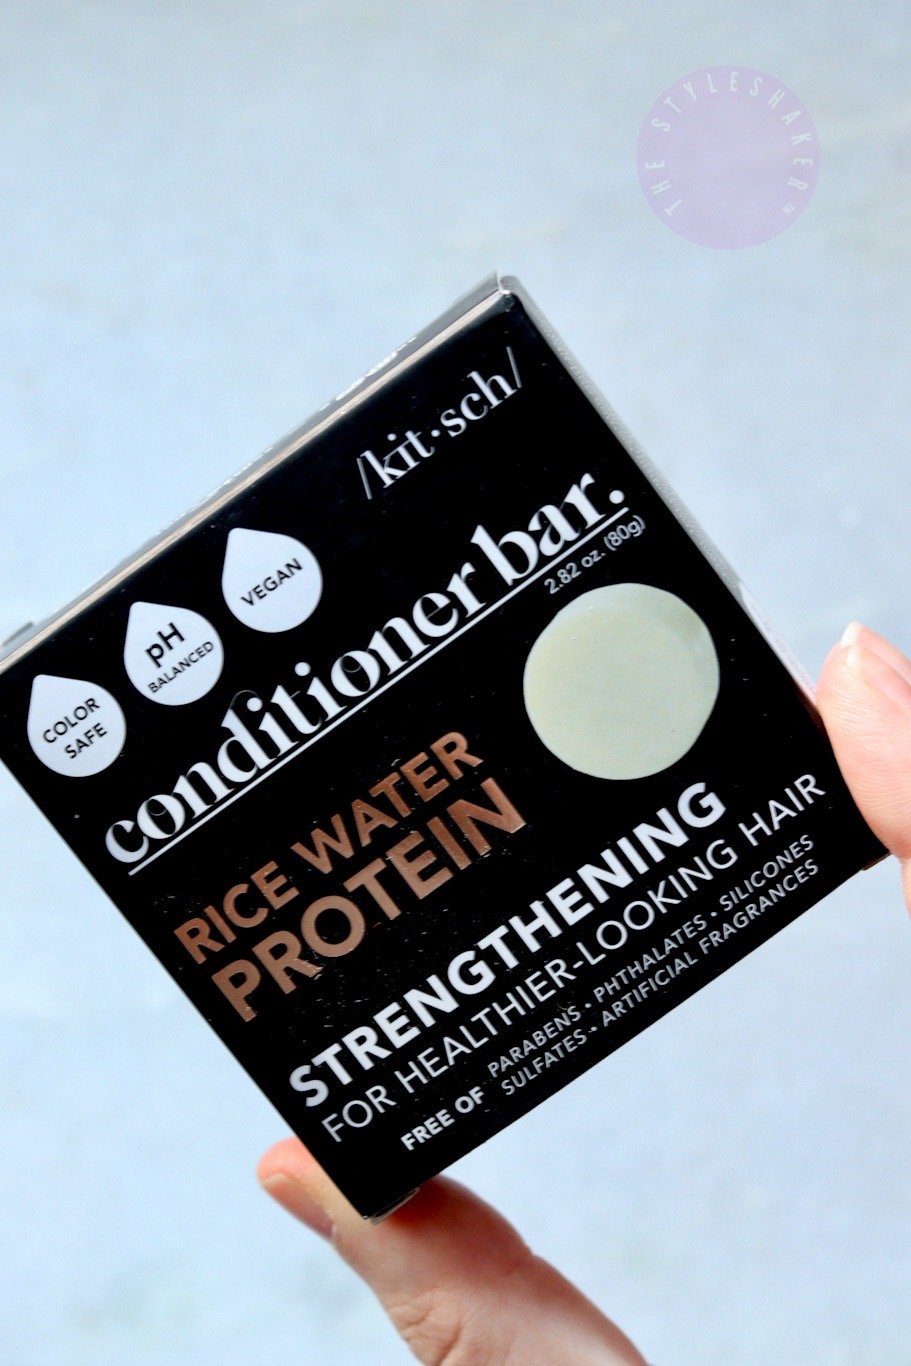 THE STYLESHAKER™
/kit·sch/
conditioner bar.
2.82 oz. (80g)
COLOR
SAFE
pH
BALANCED
VEGAN
RICE WATER
PROTEIN
STRENGTHENING
FOR HEALTHIER-LOOKING HAIR
FREE OF PARABENS · PHTHALATES · SILICONES
SULFATES · ARTIFICIAL FRAGRANCES